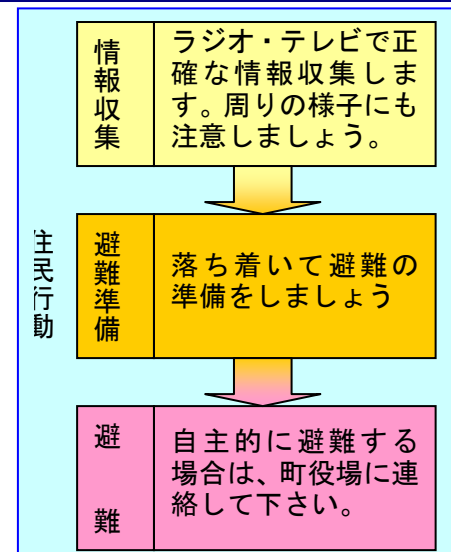 住民行動
情報収集
ラジオ・テレビで正
確な情報収集しま
す。周りの様子にも
注意しましょう。
避難準備
落ち着いて避難の
準備をしましょう
避難
自主的に避難する
場合は、町役場に連
絡して下さい。